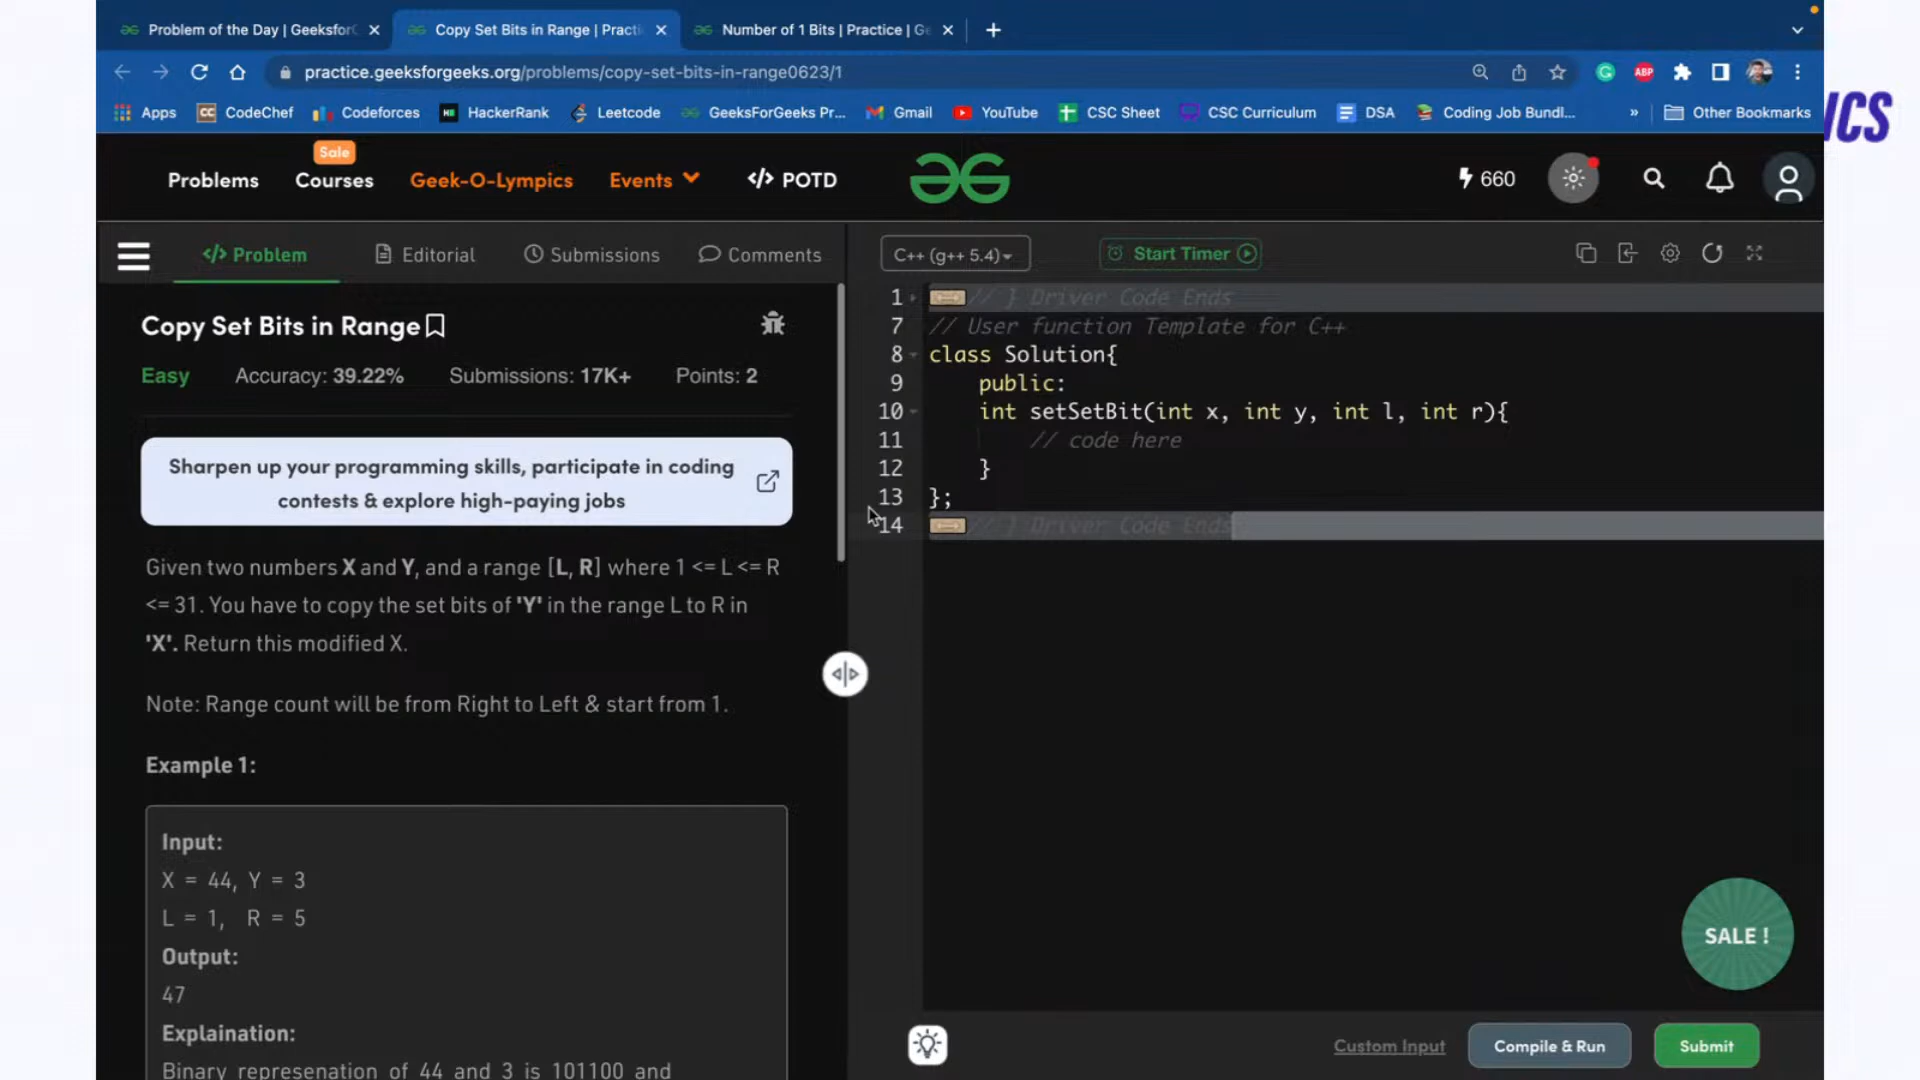 Problem of the Day | Geeksfor
Copy Set Bits in Range | Practi
Number of 1 Bits | Practice | Ge
practice.geeksforgeeks.org/problems/copy-set-bits-in-range0623/1
ABP
Apps
CodeChef
Codeforces
HackerRank
Leetcode
GeeksForGeeks Pr...
Gmail
YouTube
CSC Sheet
CSC Curriculum
DSA
Coding Job Bundl...
»
Other Bookmarks
ICS
Problems
Sale
Courses
Geek-O-Lympics
Events
</> POTD
660
</> Problem
Editorial
Submissions
Comments
C++ (g++ 5.4)
Start Timer
Copy Set Bits in Range
Easy
Accuracy: 39.22%
Submissions: 17K+
Points: 2
Sharpen up your programming skills, participate in coding
contests & explore high-paying jobs
Given two numbers X and Y, and a range [L, R] where 1 <= L <= R
<= 31. You have to copy the set bits of 'Y' in the range L to R in
'X'. Return this modified X.
Note: Range count will be from Right to Left & start from 1.
Example 1:
Input:
X = 44, Y = 3
L = 1, R = 5
Output:
47
Explaination:
Binary represenation of 44 and 3 is 101100 and
1 // } Driver Code Ends
7 // User function Template for C++
8 class Solution{
9 public:
10 int setSetBit(int x, int y, int l, int r){
11 // code here
12 }
13 };
14 // } Driver Code Ends
SALE !
Custom Input
Compile & Run
Submit